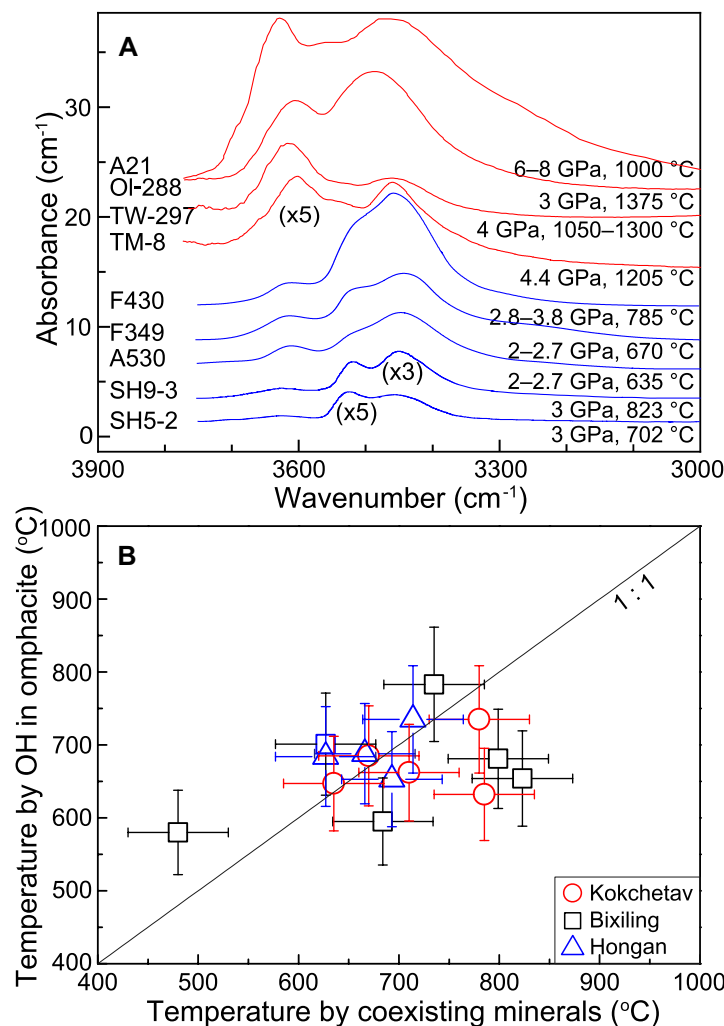 A
30
20
10
0
Absorbance (cm-1)
A21
OI-288
TW-297
TM-8
F430
F349
A530
SH9-3
SH5-2
(x5)
(x3)
(x5)
6–8 GPa, 1000 °C
3 GPa, 1375 °C
4 GPa, 1050–1300 °C
4.4 GPa, 1205 °C
2.8–3.8 GPa, 785 °C
2–2.7 GPa, 670 °C
2–2.7 GPa, 635 °C
3 GPa, 823 °C
3 GPa, 702 °C
3900 3600 3300 3000
Wavenumber (cm-1)
B
1000
900
800
700
600
500
400
Temperature by OH in omphacite (oC)
1 : 1
Kokchetav
Bixiling
Hongan
400 500 600 700 800 900 1000
Temperature by coexisting minerals (oC)